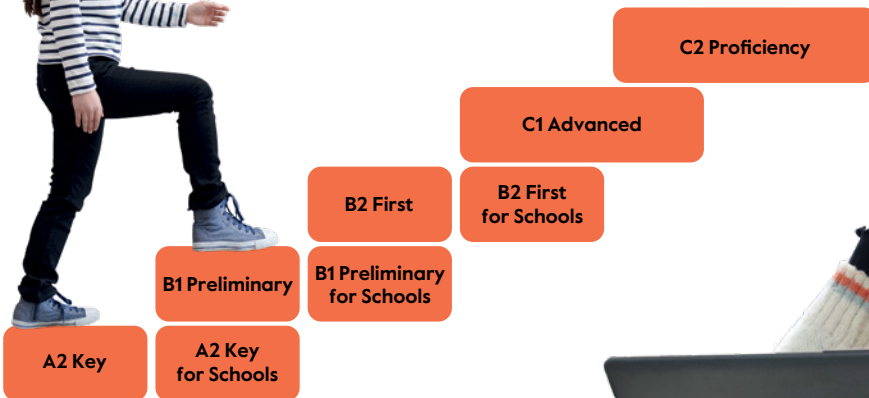 C2 Proficiency
C1 Advanced
B2 First
B2 First
for Schools
B1 Preliminary
B1 Preliminary
for Schools
A2 Key
A2 Key
for Schools